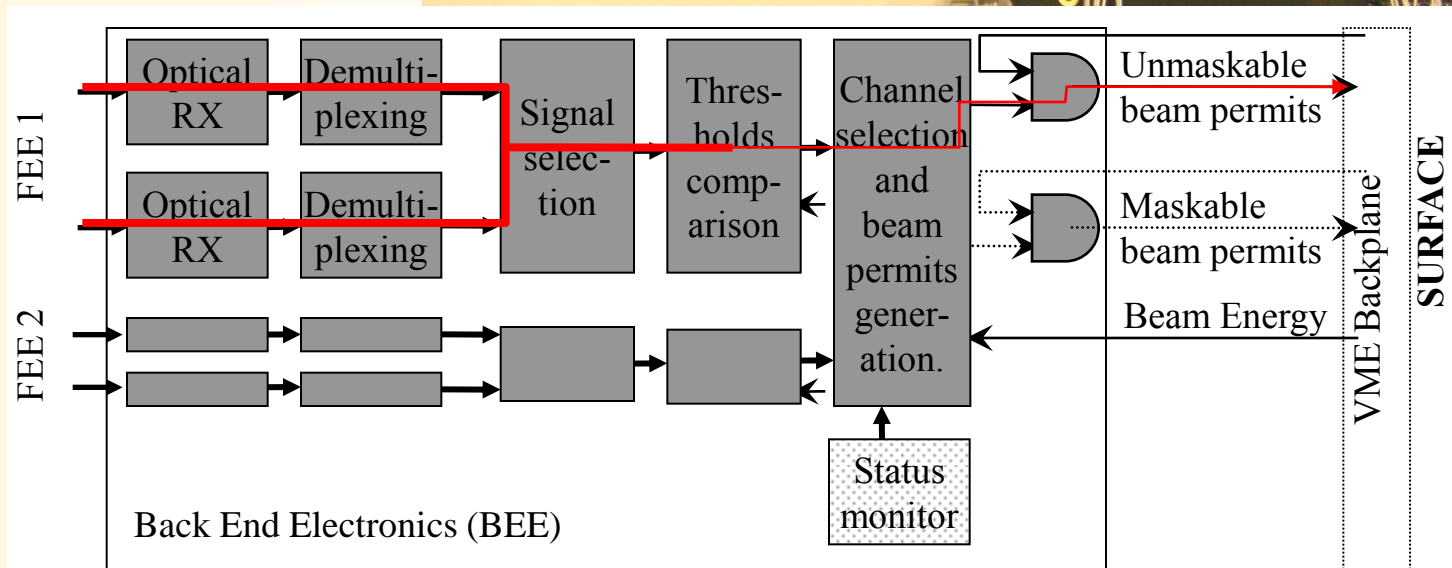 FEE 1
Optical
RX
Demulti-
plexing
Optical
RX
Demulti-
plexing
Signal
selec-
tion
Thres-
holds
comp-
arison
Channel
selection
and
beam
permits
gener-
ation.
Unmaskable
beam permits
Maskable
beam permits
Beam Energy
VME Backplane
SURFACE
FEE 2
Status
monitor
Back End Electronics (BEE)